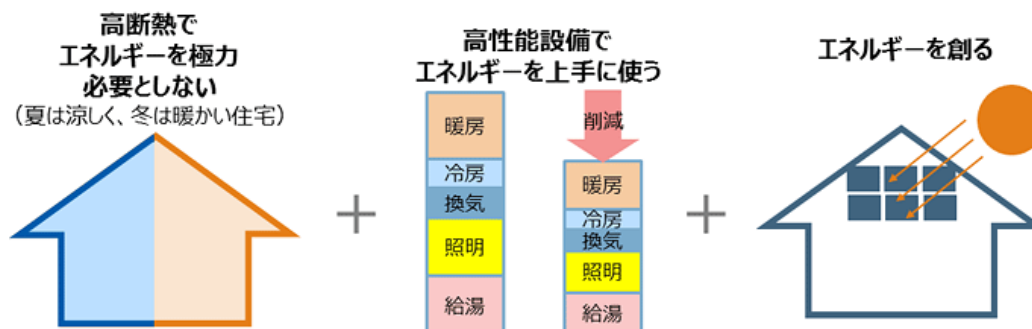 高断熱で
エネルギーを極力
必要としない
（夏は涼しく、冬は暖かい住宅）
高性能設備で
エネルギーを上手に使う
暖房
冷房
換気
照明
給湯
削減
暖房
冷房
換気
照明
給湯
エネルギーを創る